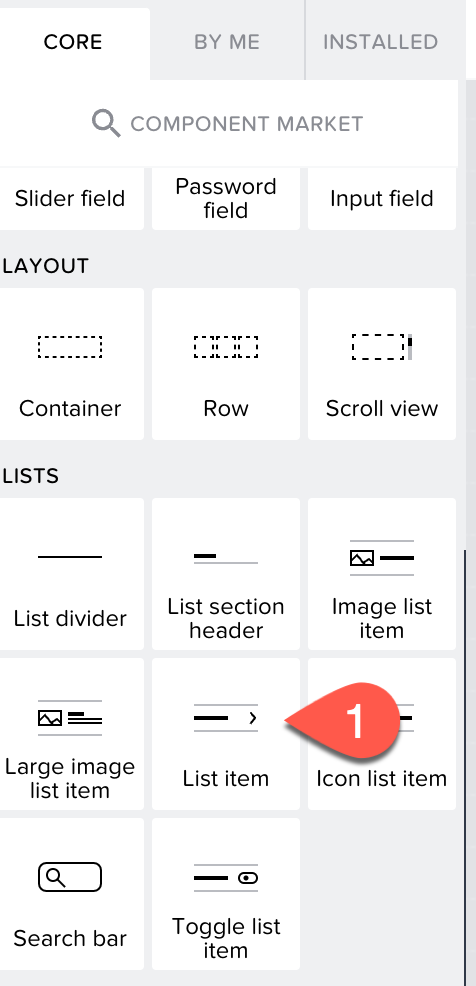 CORE BY ME INSTALLED
COMPONENT MARKET
Slider field
Password
field
Input field
LAYOUT
Container Row Scroll view
LISTS
List divider
List section
header
Image list
item
Large image
list item
List item
1
Icon list item
Search bar
Toggle list
item